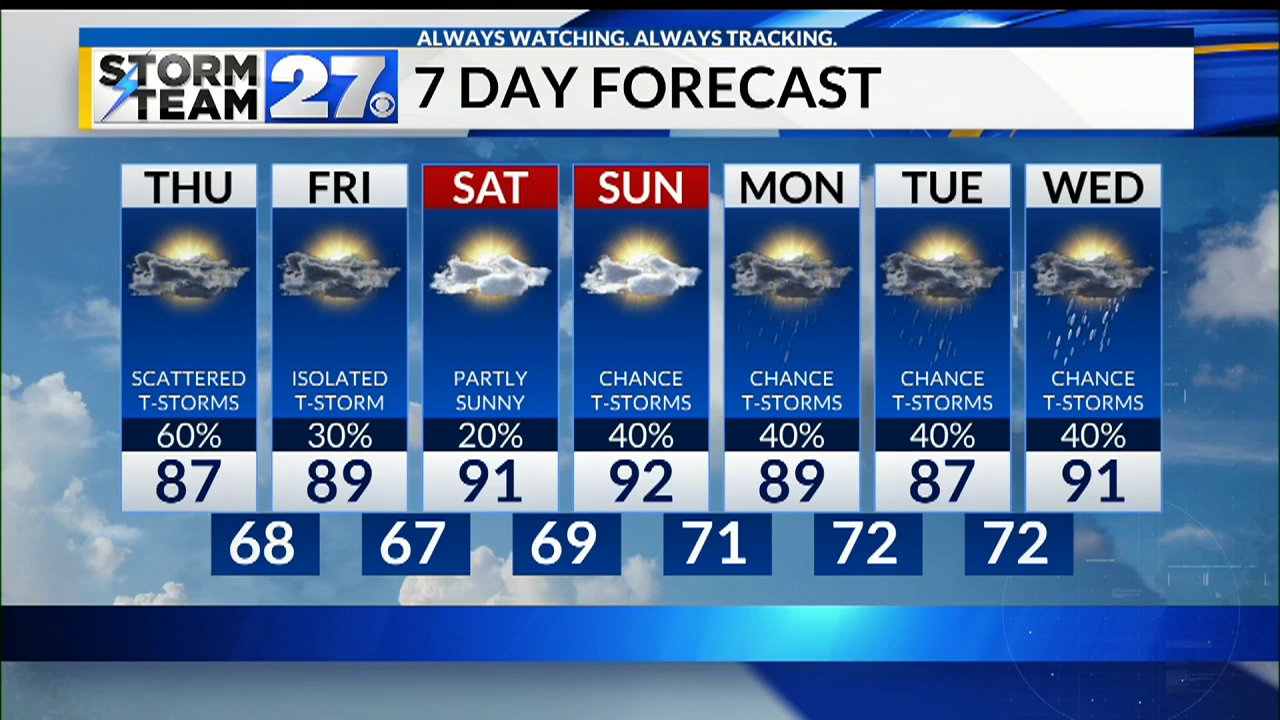 ALWAYS WATCHING. ALWAYS TRACKING.
STORM TEAM 27 7 DAY FORECAST
THU FRI SAT SUN MON TUE WED
SCATTERED ISOLATED PARTLY CHANCE CHANCE CHANCE CHANCE
T-STORMS T-STORM SUNNY T-STORMS T-STORMS T-STORMS T-STORMS
60% 30% 20% 40% 40% 40% 40%
87 89 91 92 89 87 91
68 67 69 71 72 72